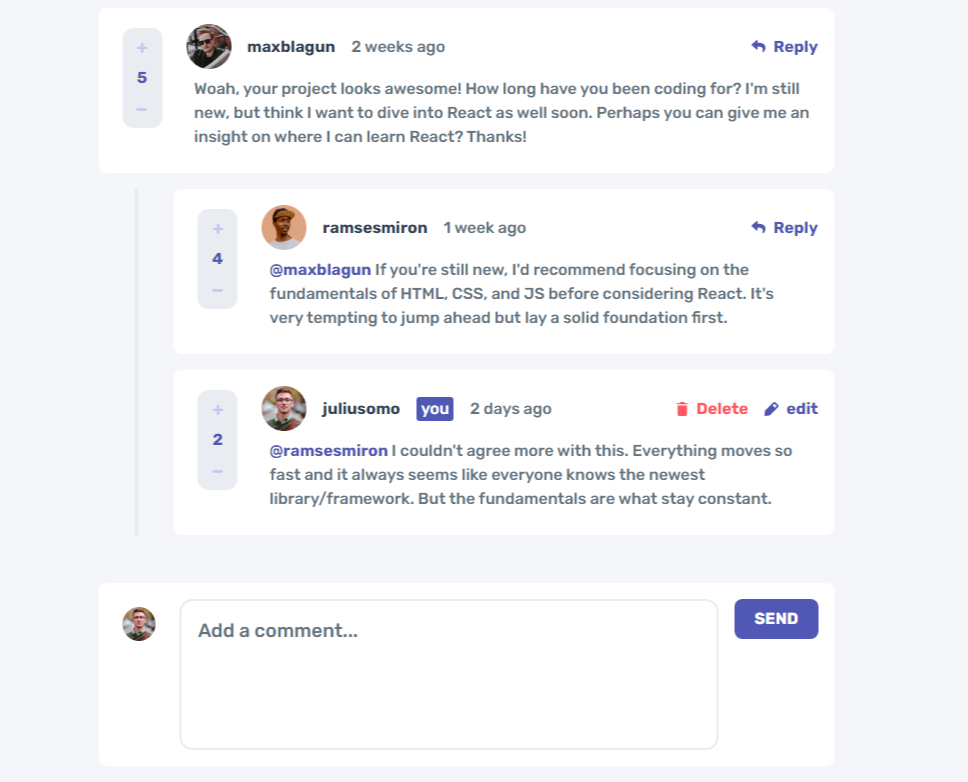 +
5
−
maxblagun 2 weeks ago Reply
Woah, your project looks awesome! How long have you been coding for? I'm still
new, but think I want to dive into React as well soon. Perhaps you can give me an
insight on where I can learn React? Thanks!
+
4
−
ramsesmiron 1 week ago Reply
@maxblagun If you're still new, I'd recommend focusing on the
fundamentals of HTML, CSS, and JS before considering React. It's
very tempting to jump ahead but lay a solid foundation first.
+
2
−
juliusomo you 2 days ago Delete edit
@ramsesmiron I couldn't agree more with this. Everything moves so
fast and it always seems like everyone knows the newest
library/framework. But the fundamentals are what stay constant.
Add a comment...
SEND